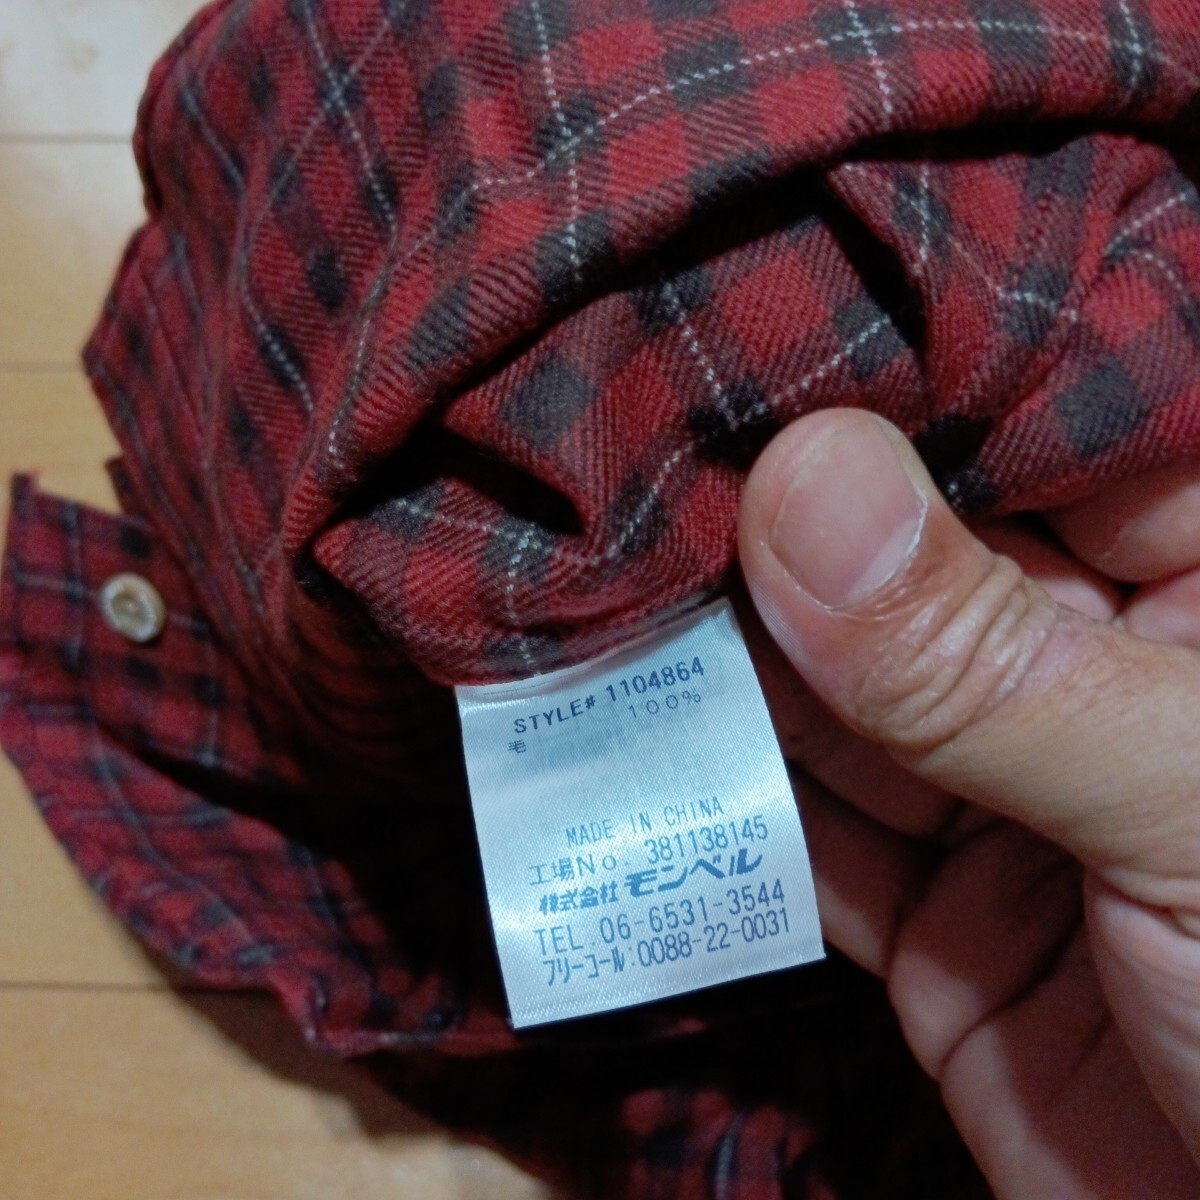 STYLE# 1104864
毛 100%
MADE IN CHINA
工場No. 381138145
株式会社 モンベル
TEL.06-6531-3544
フリーコール:0088-22-0031